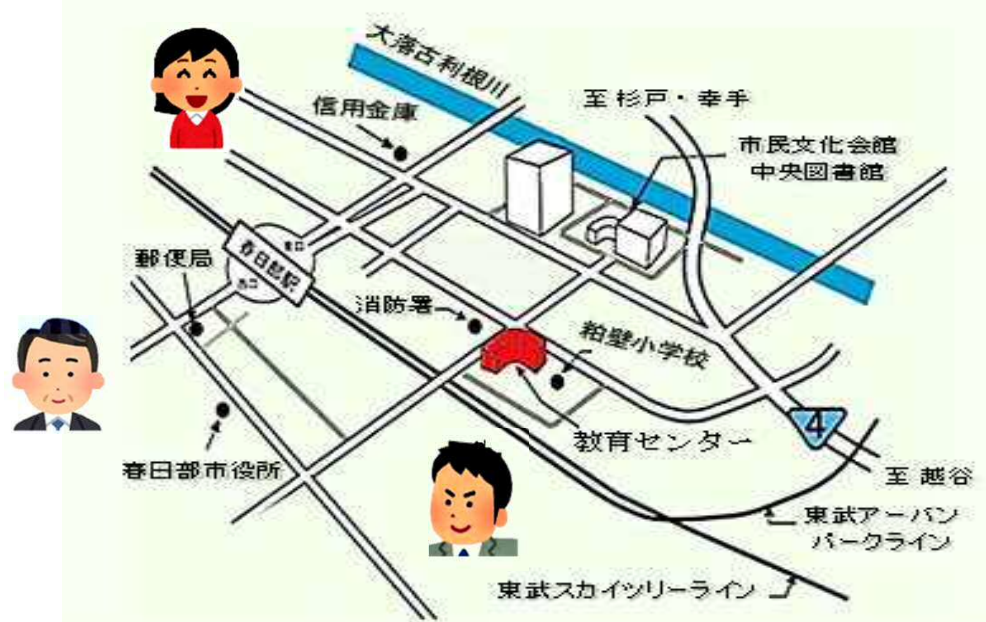 大落古利根川
信用金庫
至 杉戸・幸手
市民文化会館
中央図書館
郵便局
東口
春日部駅
西口
消防署
粕壁小学校
教育センター
4
春日部市役所
至 越谷
東武アーバン
パークライン
東武スカイツリーライン